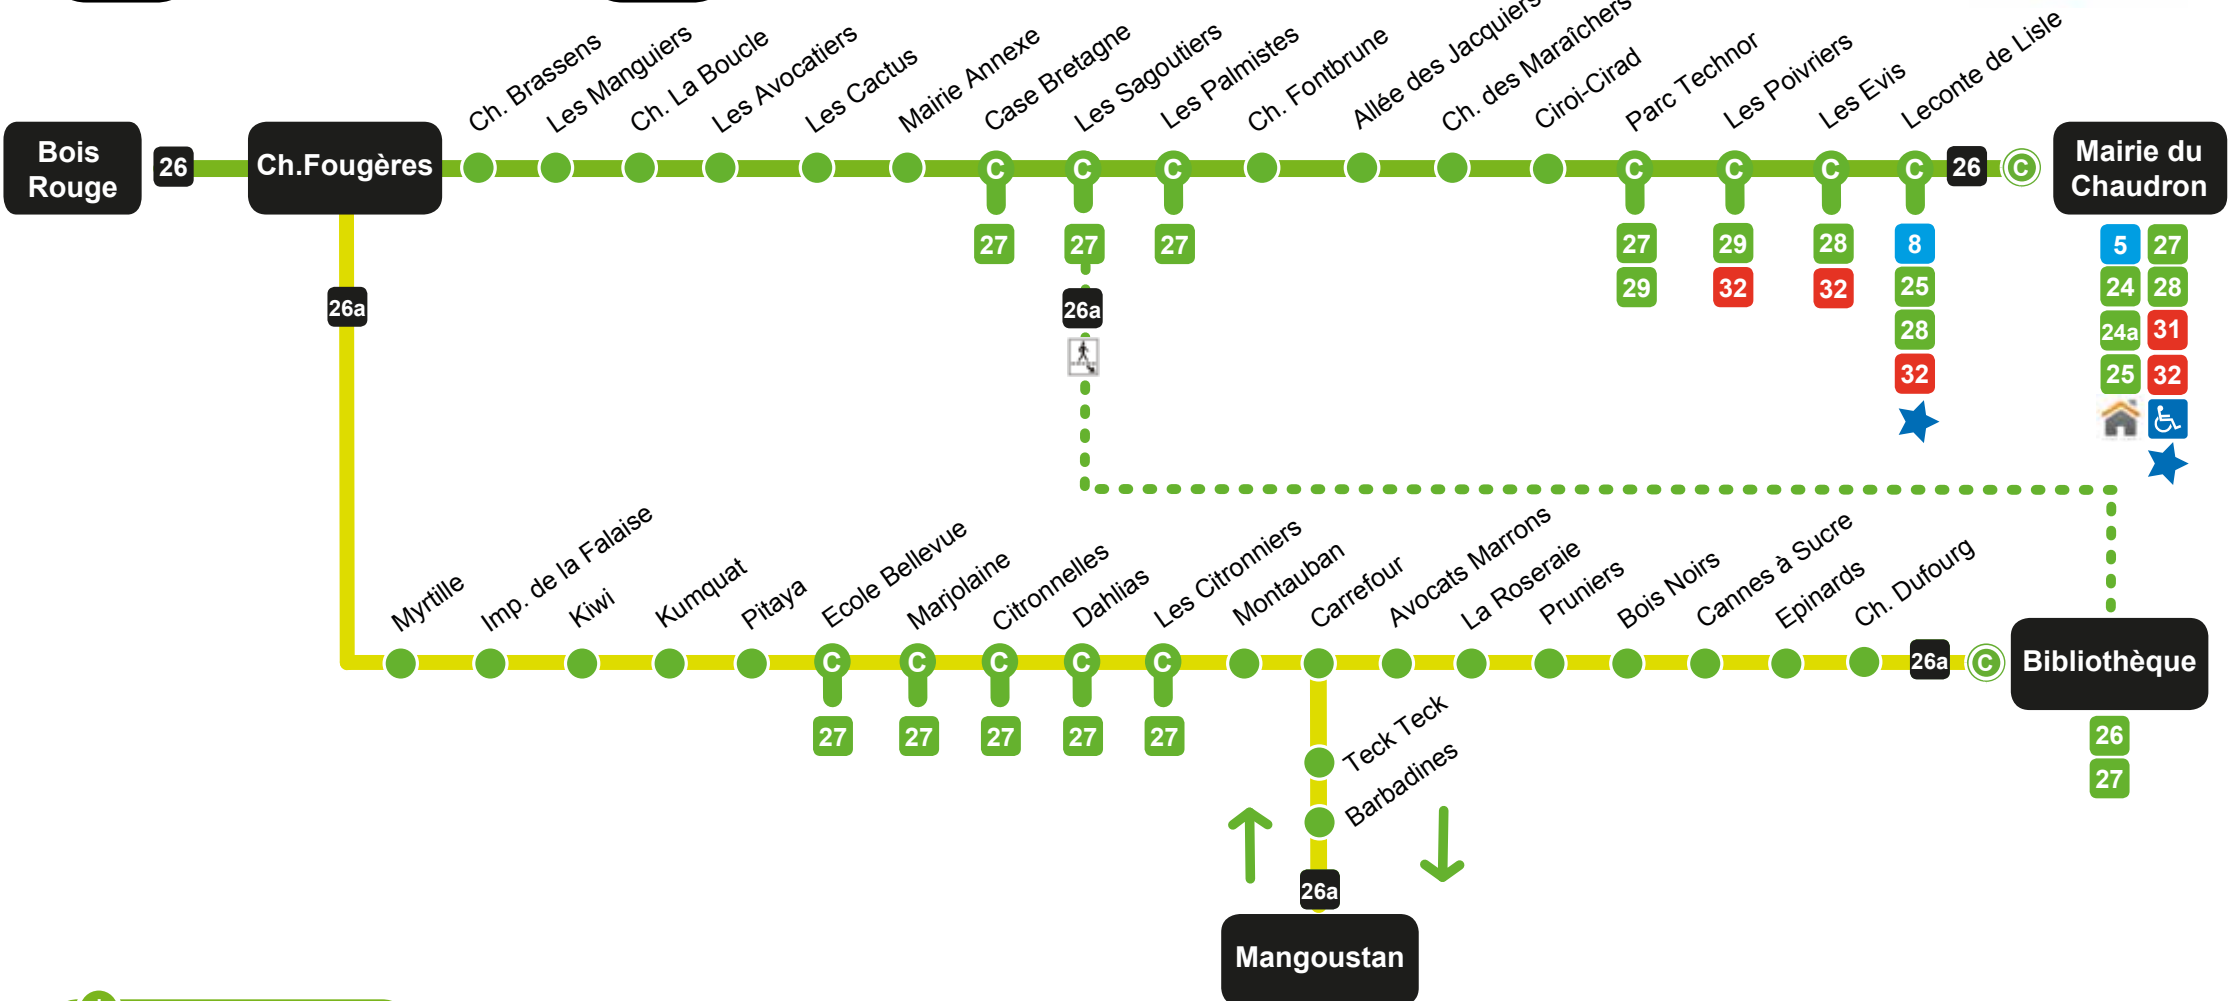 Ch. Brassens
Les Manguiers
Ch. La Boucle
Les Avocatiers
Les Cactus
Mairie Annexe
Case Bretagne
Les Sagoutiers
Les Palmistes
Ch. Fontbrune
Allée des Jacquiers
Ch. des Maraîchers
Ciroi-Cirad
Parc Technor
Les Poivriers
Les Evis
Leconte de Lisle
Bois
Rouge
26
Ch.Fougères
C
C
C
C
C
C
C
26
C
Mairie du
Chaudron
27
27
27
27
29
29
32
28
32
8
25
28
32
5 27
24 28
24a 31
25 32
26a
26a
Myrtille
Imp. de la Falaise
Kiwi
Kumquat
Pitaya
Ecole Bellevue
Marjolaine
Citronnelles
Dahlias
Les Citronniers
Montauban
Carrefour
Avocats Marrons
La Roseraie
Pruniers
Bois Noirs
Cannes à Sucre
Epinards
Ch. Dufourg
C
C
C
C
C
26a
C
Bibliothèque
27
27
27
27
27
26
27
Teck Teck
Barbadines
26a
Mangoustan